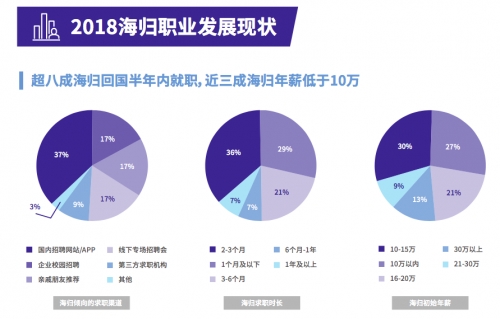 2018海归职业发展现状
超八成海归回国半年内就职, 近三成海归年薪低于10万
37%
17%
17%
17%
9%
3%
国内招聘网站/APP
线下专场招聘会
企业校园招聘
第三方求职机构
亲戚朋友推荐
其他
海归倾向的求职渠道
36%
29%
21%
7%
7%
2-3个月
6个月-1年
1个月及以下
1年及以上
3-6个月
海归求职时长
30%
27%
21%
13%
9%
10-15万
30万以上
10万以内
21-30万
16-20万
海归初始年薪